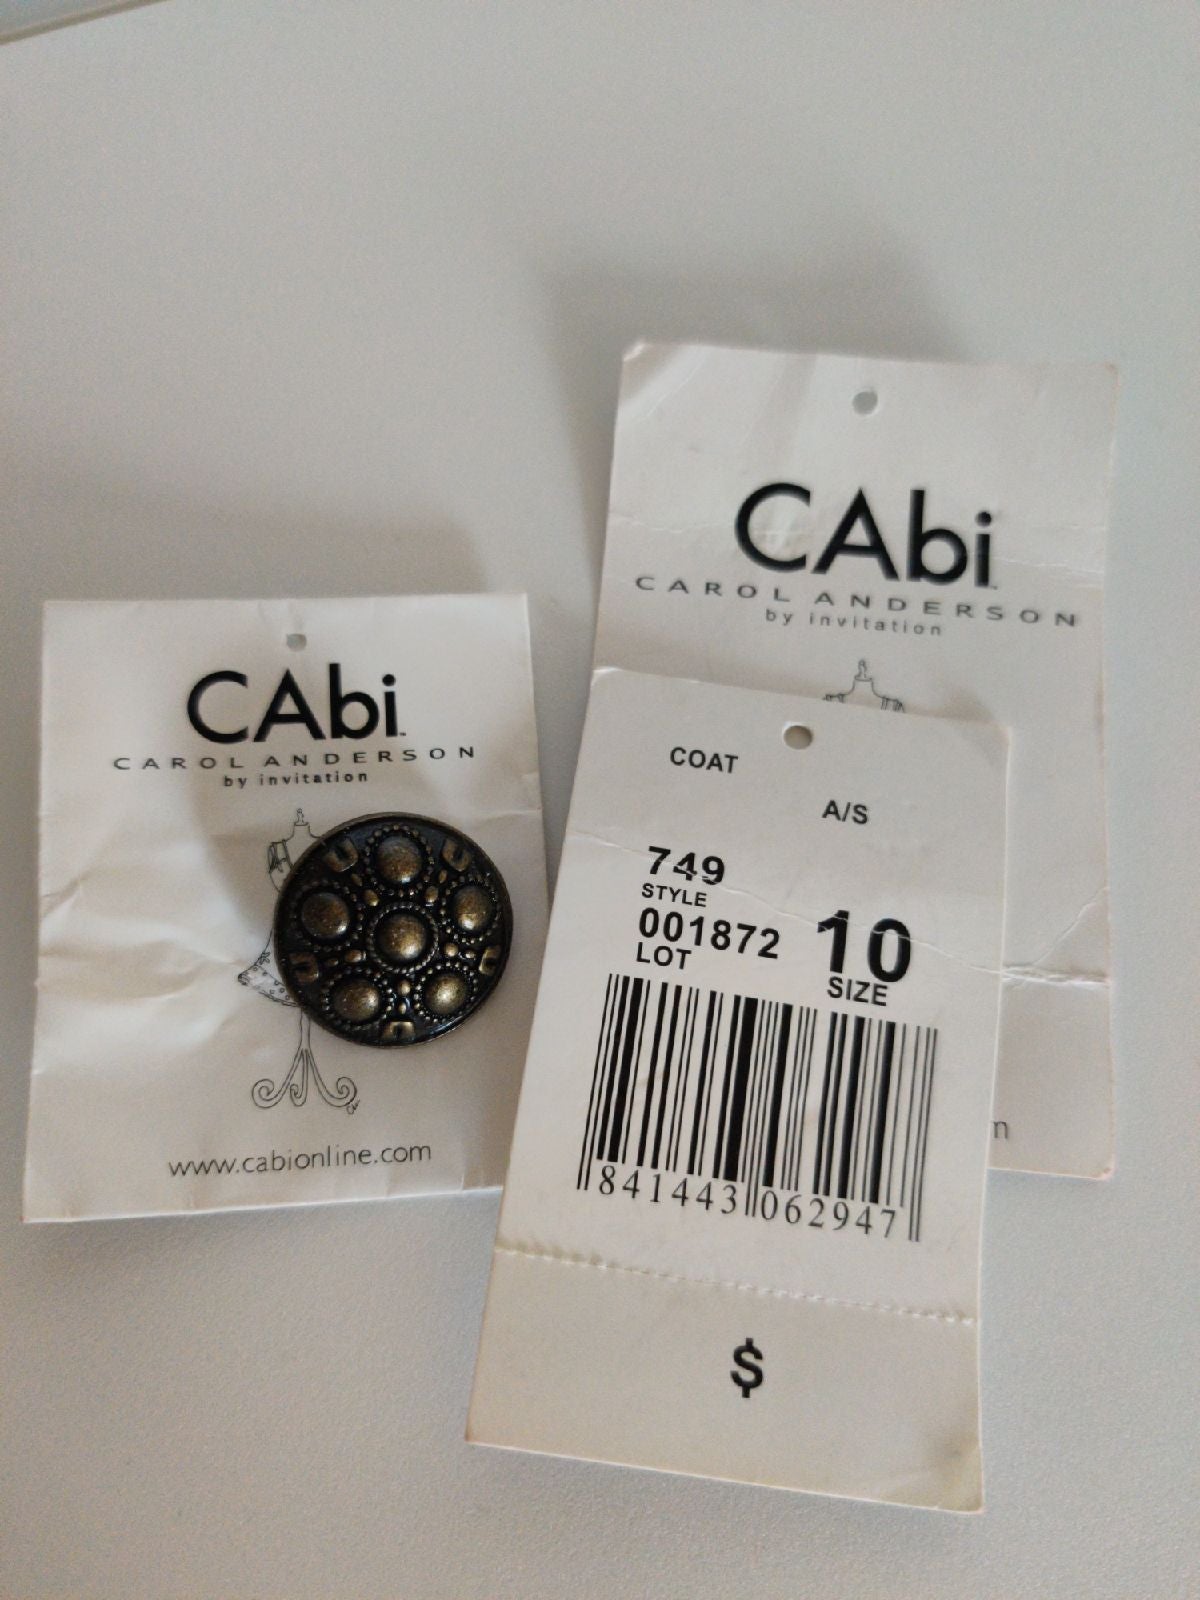 CAbi
CAROL ANDERSON
by invitation
www.cabionline.com
CAbi
CAROL ANDERSON
by invitation
m
COAT
A/S
749
STYLE
001872
LOT
10
SIZE
841443 062947
$